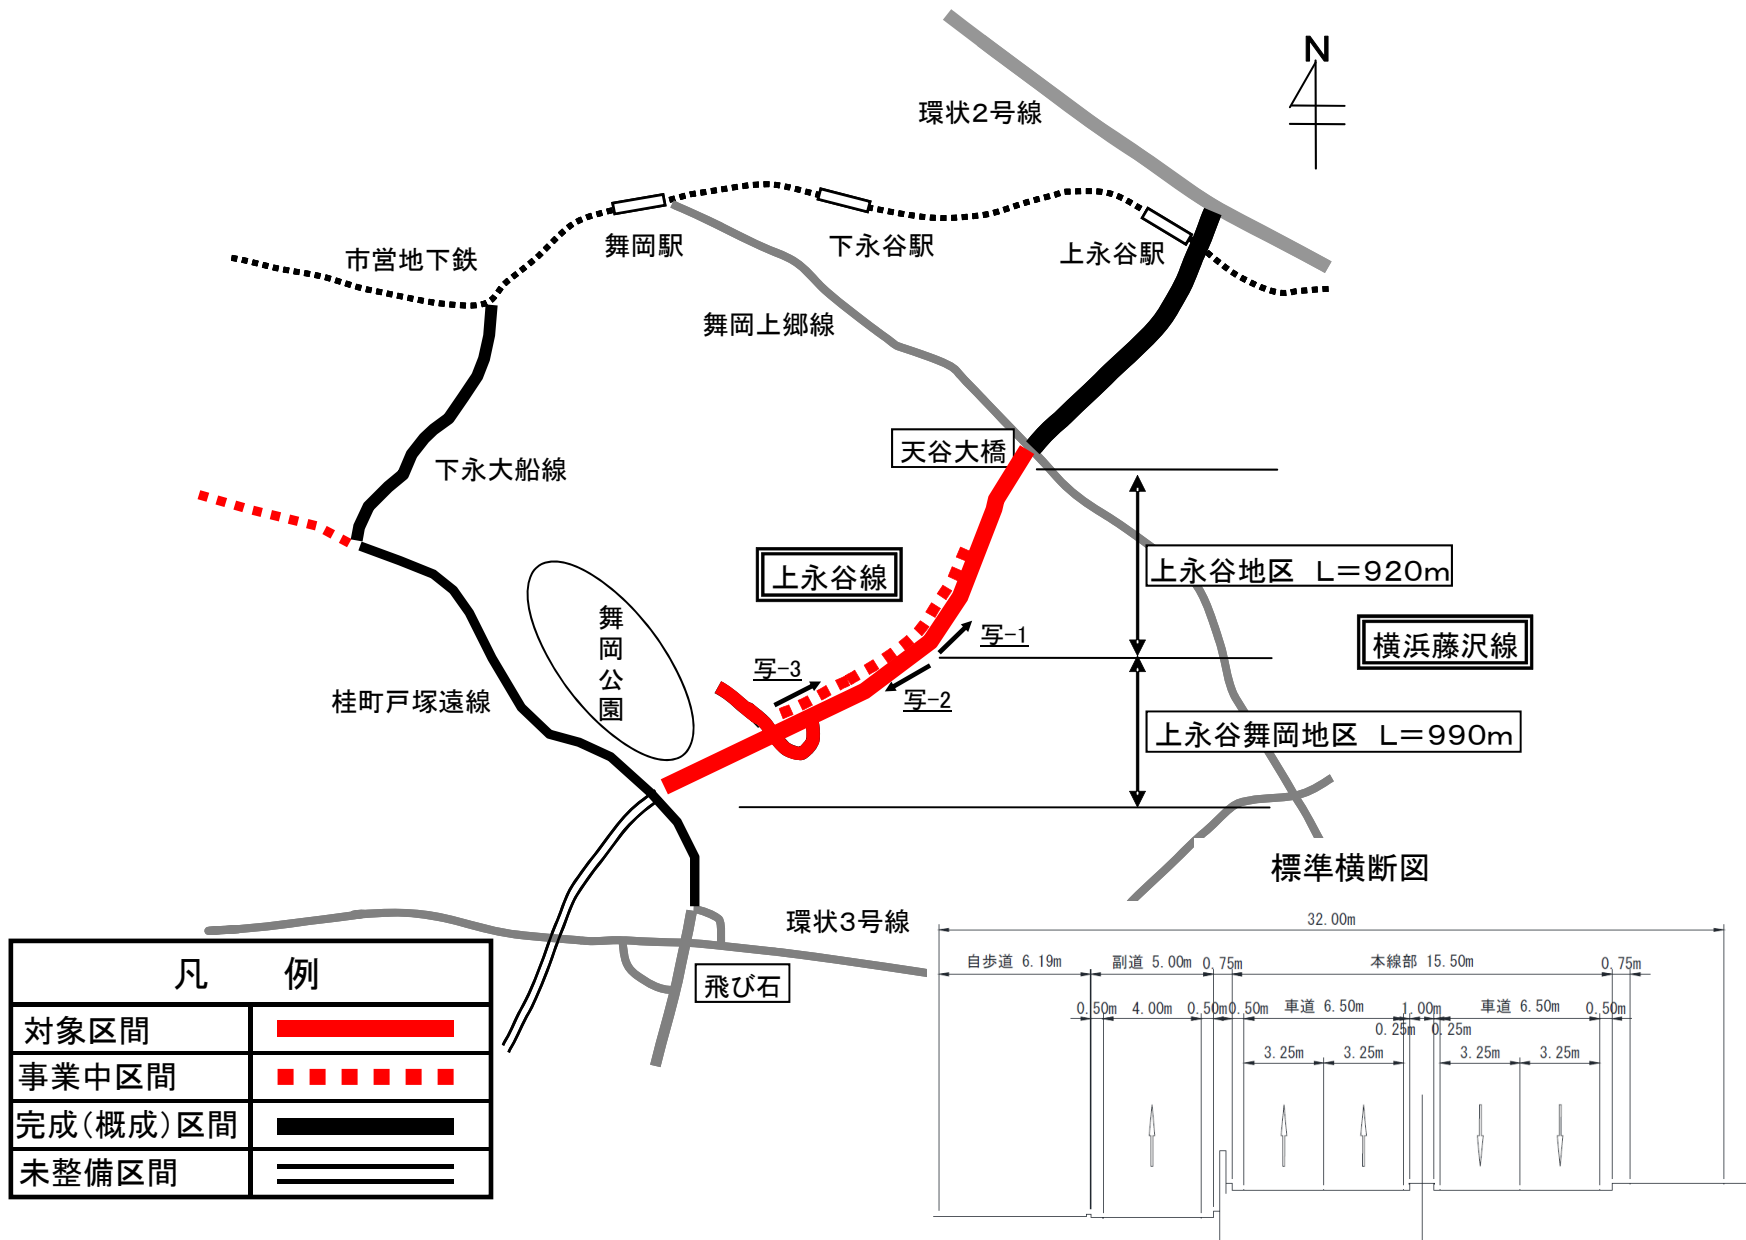 N
環状2号線
市営地下鉄
舞岡駅
下永谷駅
上永谷駅
舞岡上郷線
天谷大橋
下永大船線
上永谷線
上永谷地区 L=920m
舞岡公園
写-1
横浜藤沢線
写-3
写-2
桂町戸塚遠線
上永谷舞岡地区 L=990m
標準横断図
環状3号線
飛び石
凡 例
対象区間
事業中区間
完成(概成)区間
未整備区間
32.00m
自歩道 6.19m 副道 5.00m 0.75m 本線部 15.50m 0.75m
0.50m 4.00m 0.50m 0.50m 車道 6.50m 1.00m 車道 6.50m 0.50m
0.25m 0.25m
3.25m 3.25m 3.25m 3.25m